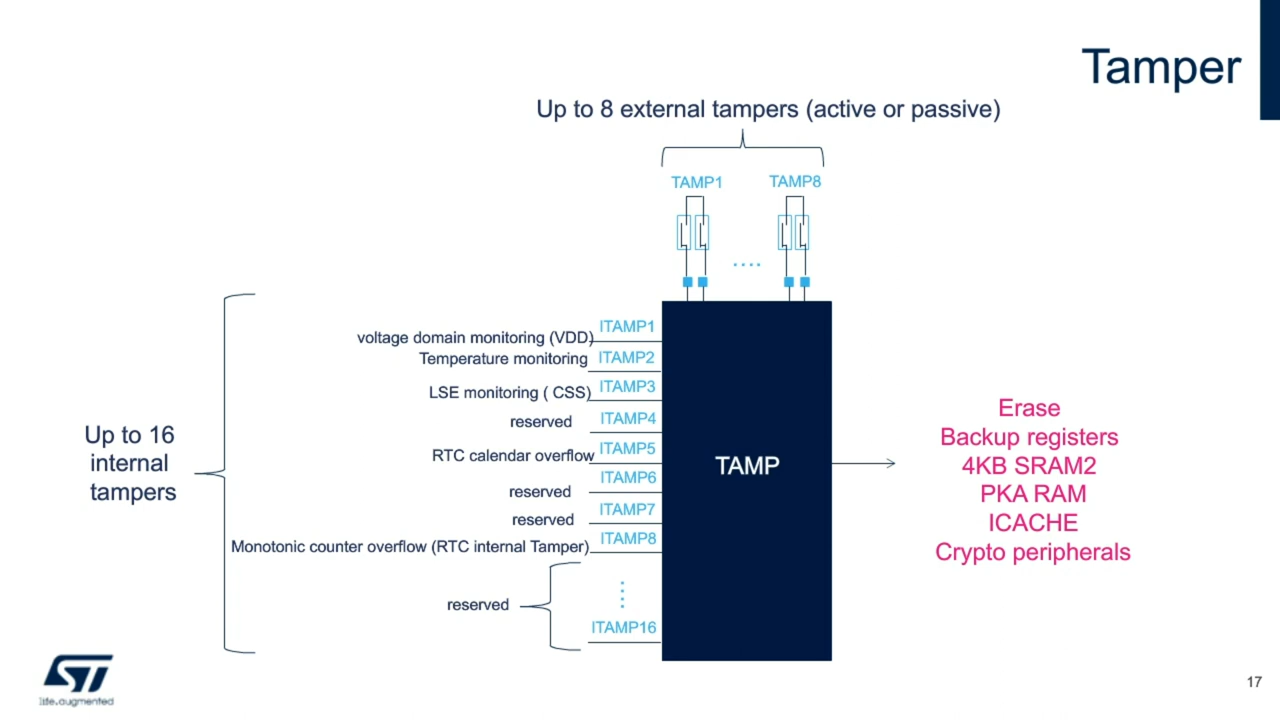 Tamper
Up to 8 external tampers (active or passive)
TAMP1
TAMP8
....
ITAMP1
voltage domain monitoring (VDD)
Temperature monitoring
ITAMP2
LSE monitoring ( CSS)
ITAMP3
reserved
ITAMP4
RTC calendar overflow
ITAMP5
reserved
ITAMP6
reserved
ITAMP7
Monotonic counter overflow (RTC internal Tamper)
ITAMP8
reserved
ITAMP16
Up to 16
internal
tampers
TAMP
Erase
Backup registers
4KB SRAM2
PKA RAM
ICACHE
Crypto peripherals
ST
life.augmented
17